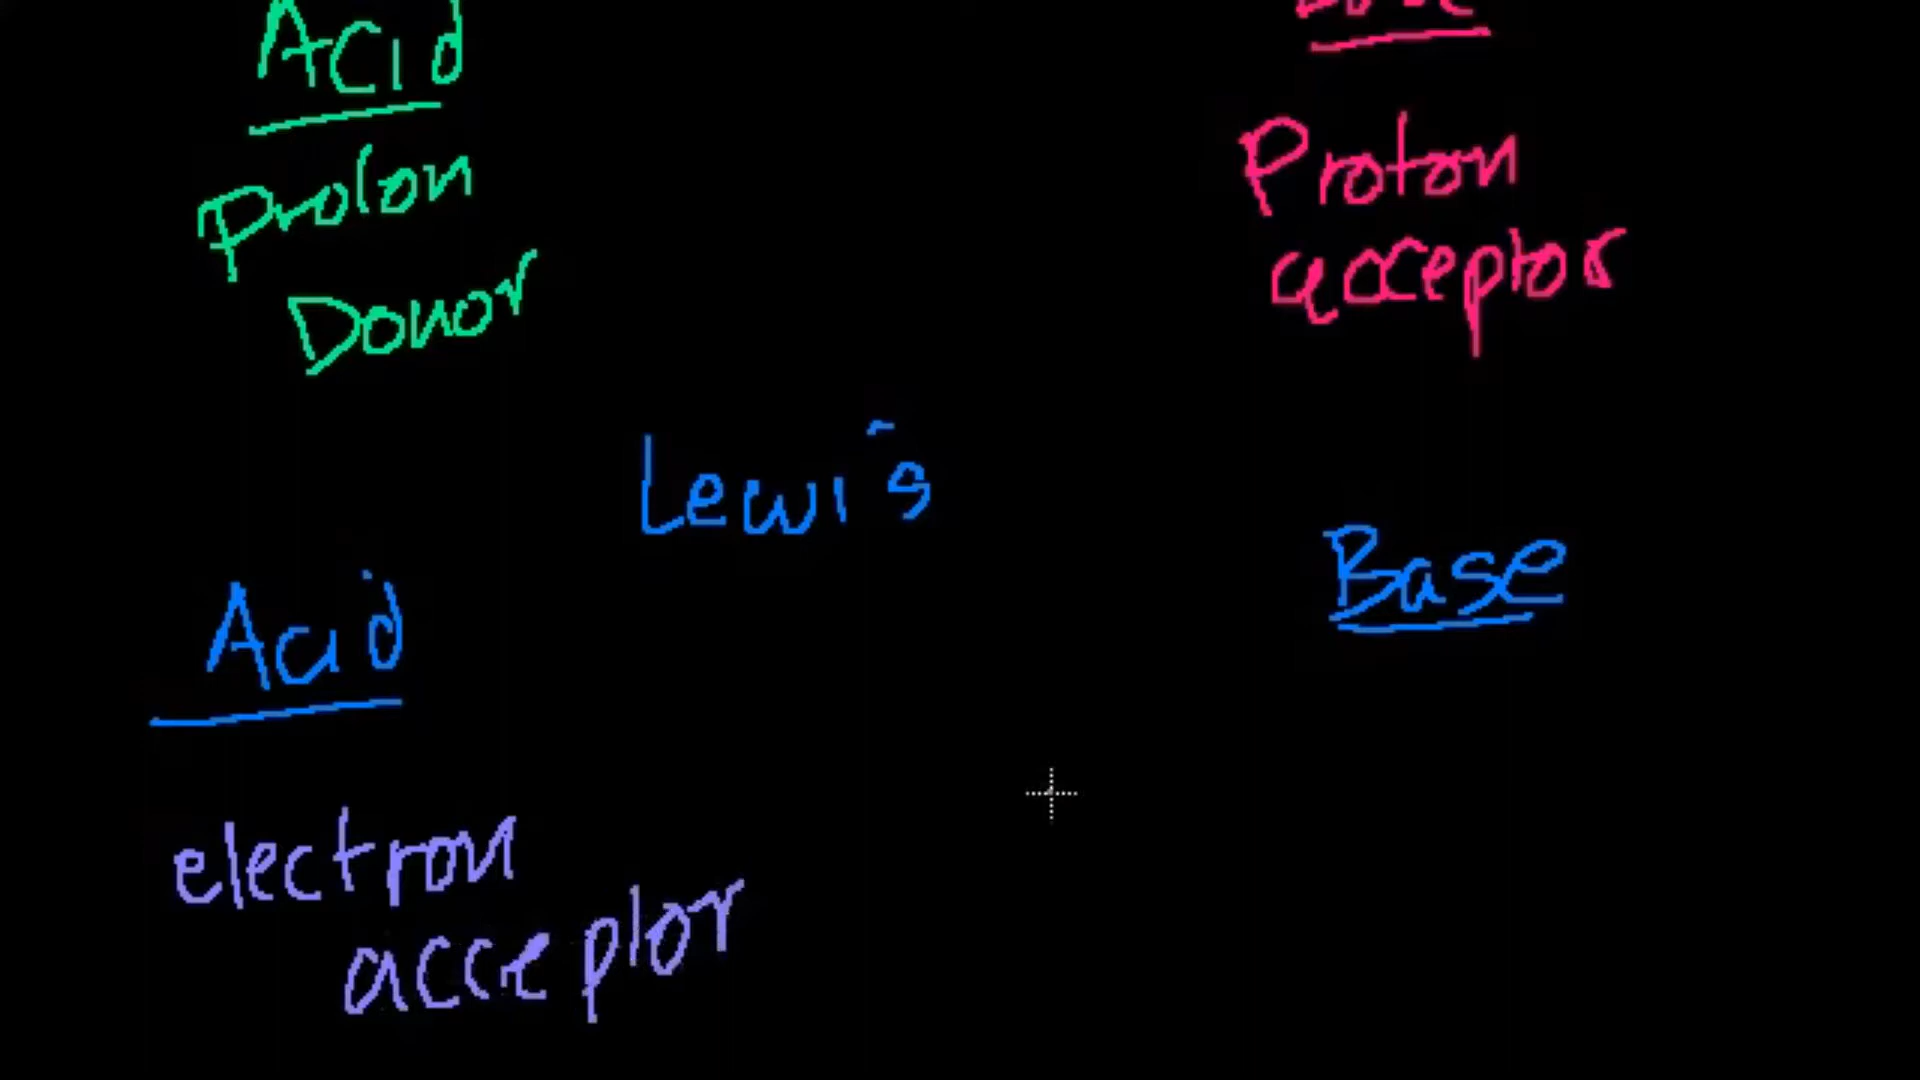 Acid
Proton
Donor
Proton
acceptor
Lewis
Acid
Base
electron
acceptor